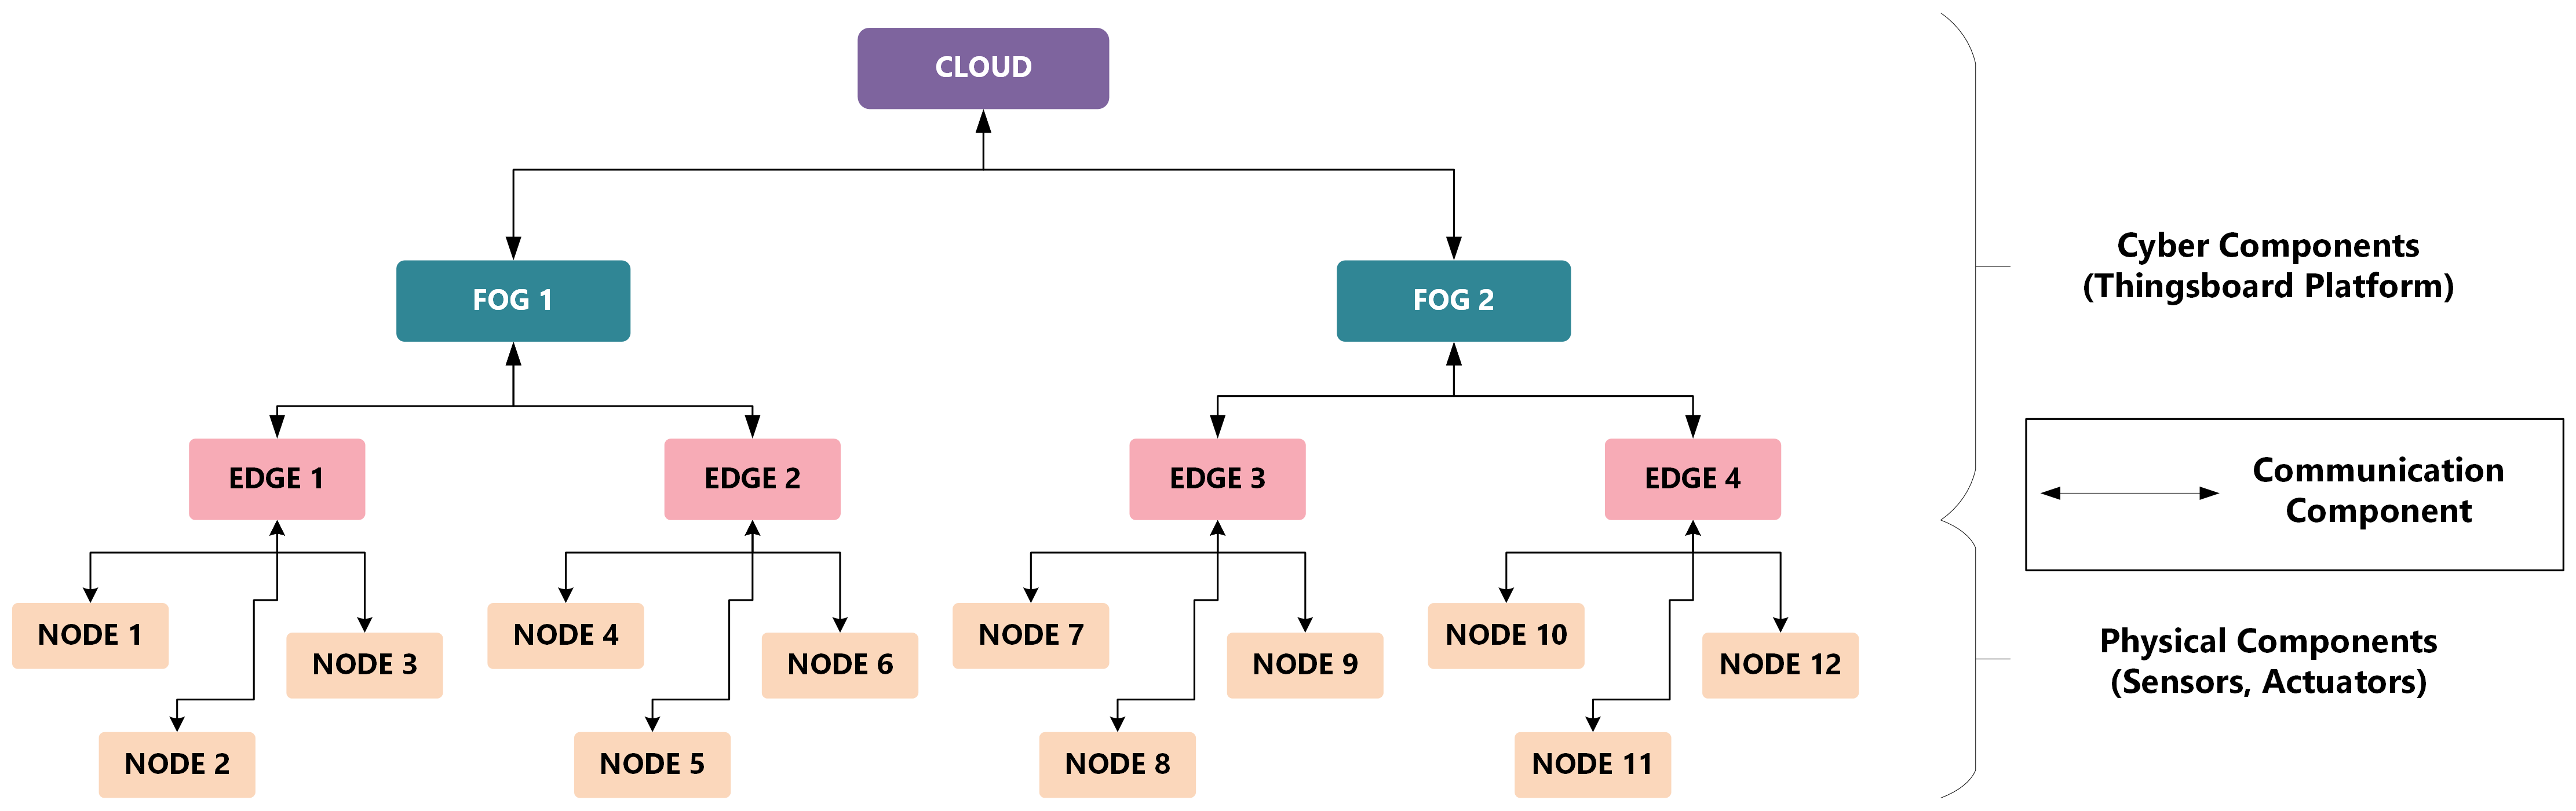 CLOUD
FOG 1
FOG 2
Cyber Components
(Thingsboard Platform)
EDGE 1
EDGE 2
EDGE 3
EDGE 4
Communication
Component
NODE 1
NODE 3
NODE 2
NODE 4
NODE 6
NODE 5
NODE 7
NODE 9
NODE 8
NODE 10
NODE 12
NODE 11
Physical Components
(Sensors, Actuators)